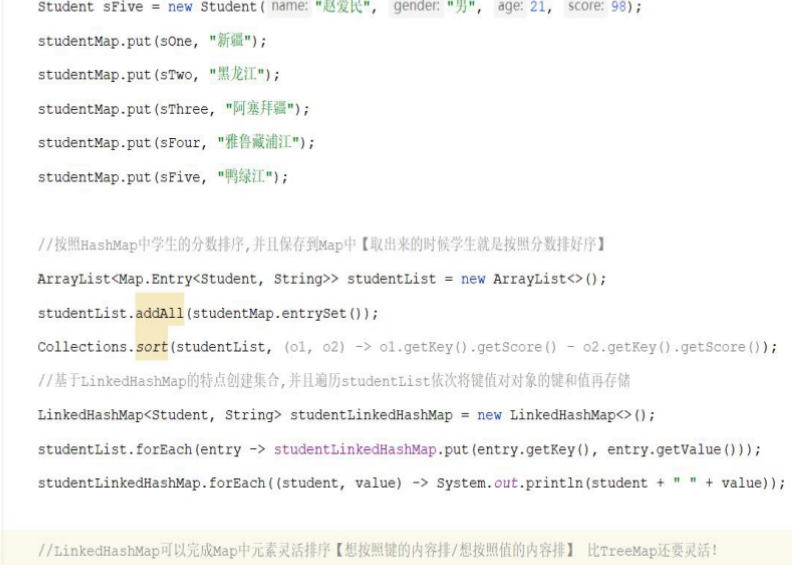 Student sFive = new Student( name: "赵爱民", gender: "男", age: 21, score: 98);
studentMap.put(sOne, "新疆");
studentMap.put(sTwo, "黑龙江");
studentMap.put(sThree, "阿塞拜疆");
studentMap.put(sFour, "雅鲁藏浦江");
studentMap.put(sFive, "鸭绿江");
//按照HashMap中学生的分数排序,并且保存到Map中【取出来的时候学生就是按照分数排好序】
ArrayList<Map.Entry<Student, String>> studentList = new ArrayList<>();
studentList.addAll(studentMap.entrySet());
Collections.sort(studentList, (o1, o2) -> o1.getKey().getScore() - o2.getKey().getScore());
//基于LinkedHashMap的特点创建集合,并且遍历studentList依次将键值对对象的键和值再存储
LinkedHashMap<Student, String> studentLinkedHashMap = new LinkedHashMap<>();
studentList.forEach(entry -> studentLinkedHashMap.put(entry.getKey(), entry.getValue()));
studentLinkedHashMap.forEach((student, value) -> System.out.println(student + " " + value));
//LinkedHashMap可以完成Map中元素灵活排序【想按照键的内容排/想按照值的内容排】 比TreeMap还要灵活!